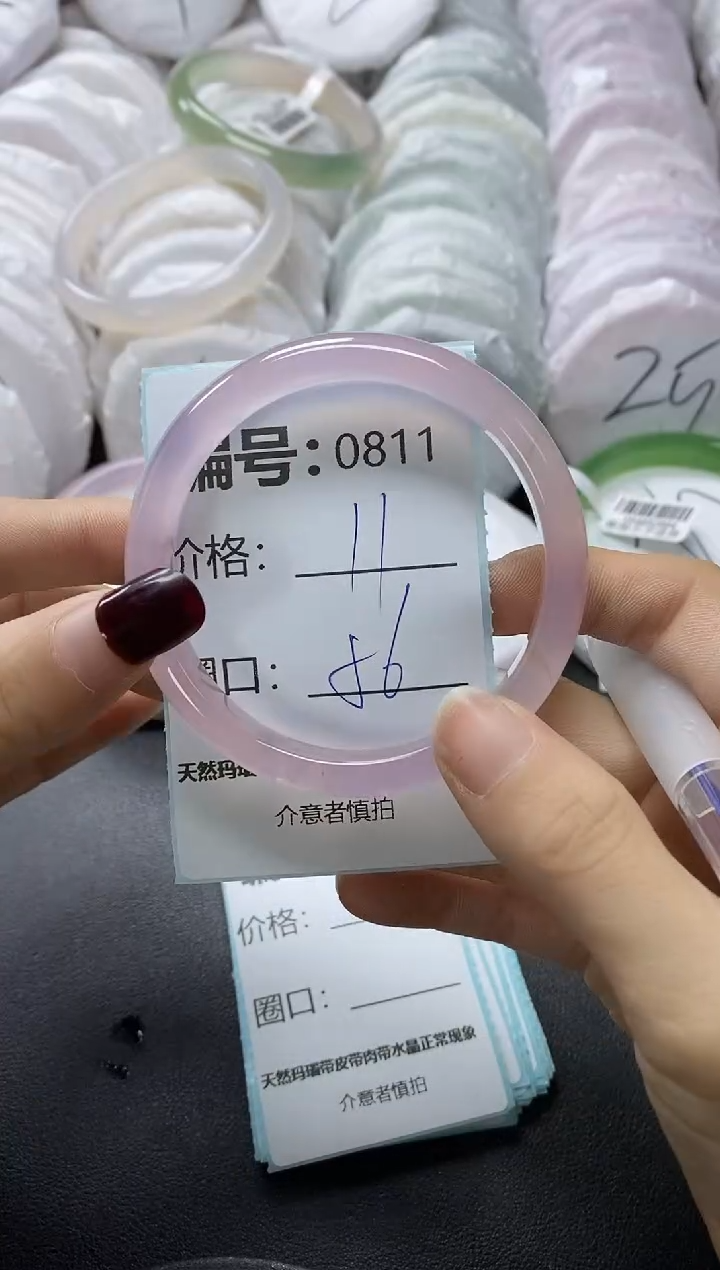 编号：0811
价格： 11
圈口： 56
天然玛瑙
介意者慎拍
价格：
圈口：
天然玛瑙带皮带肉带水晶正常现象
介意者慎拍